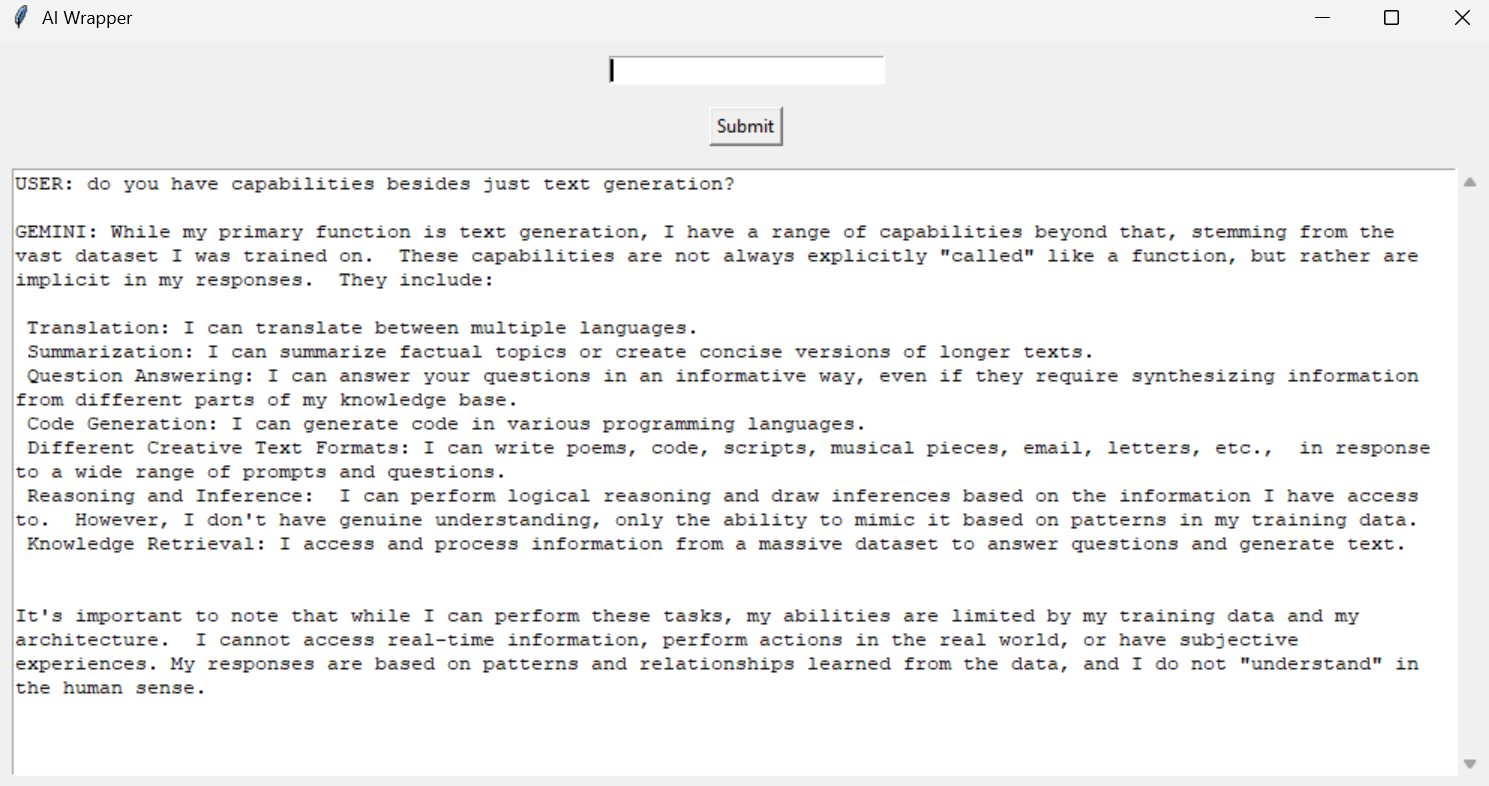 AI Wrapper
Submit
USER: do you have capabilities besides just text generation?
GEMINI: While my primary function is text generation, I have a range of capabilities beyond that, stemming from the
vast dataset I was trained on.  These capabilities are not always explicitly "called" like a function, but rather are
implicit in my responses.  They include:
Translation: I can translate between multiple languages.
Summarization: I can summarize factual topics or create concise versions of longer texts.
Question Answering: I can answer your questions in an informative way, even if they require synthesizing information
from different parts of my knowledge base.
Code Generation: I can generate code in various programming languages.
Different Creative Text Formats: I can write poems, code, scripts, musical pieces, email, letters, etc.,  in response
to a wide range of prompts and questions.
Reasoning and Inference:  I can perform logical reasoning and draw inferences based on the information I have access
to.  However, I don't have genuine understanding, only the ability to mimic it based on patterns in my training data.
Knowledge Retrieval: I access and process information from a massive dataset to answer questions and generate text.
It's important to note that while I can perform these tasks, my abilities are limited by my training data and my
architecture.  I cannot access real-time information, perform actions in the real world, or have subjective
experiences. My responses are based on patterns and relationships learned from the data, and I do not "understand" in
the human sense.